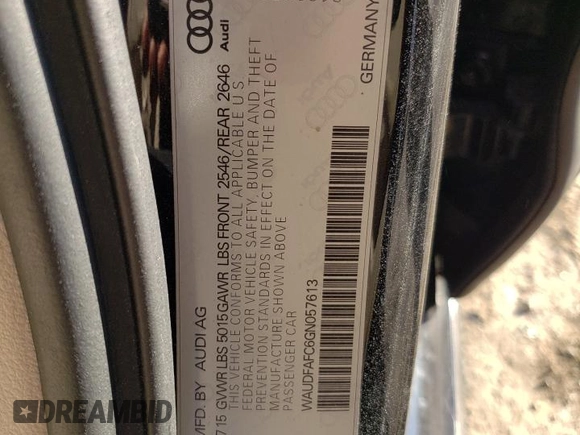 Audi
MFD. BY AUDI AG
715 GVWR LBS 5015 GAWR LBS FRONT 2546/REAR 2646
THIS VEHICLE CONFORMS TO ALL APPLICABLE U S
FEDERAL MOTOR VEHICLE SAFETY, BUMPER AND THEFT
PREVENTION STANDARDS IN EFFECT ON THE DATE OF
MANUFACTURE SHOWN ABOVE
PASSENGER CAR
WAUDFAFC6GN057613
GERMANY
DREAMBID